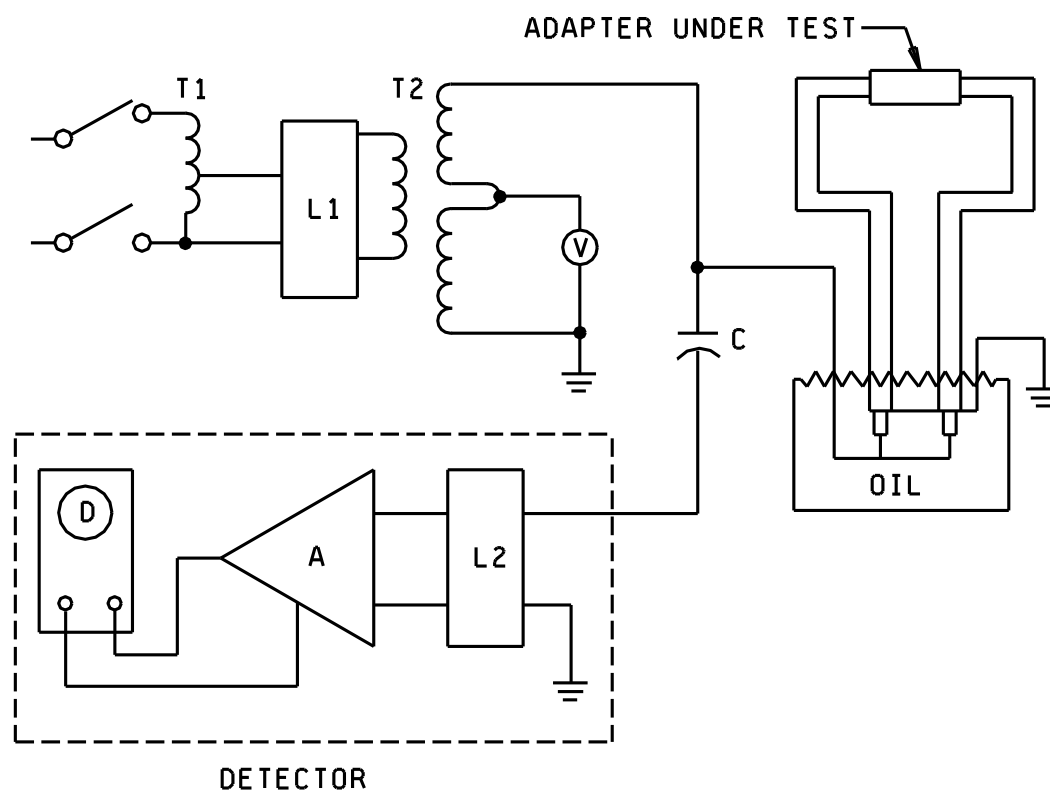 ADAPTER UNDER TEST
T1
T2
L1
V
C
OIL
D
A
L2
DETECTOR